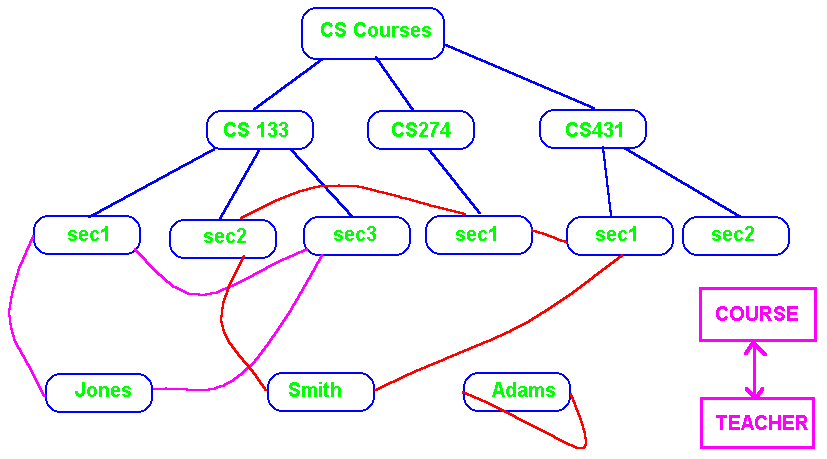 CS Courses
CS 133
CS274
CS431
sec1
sec2
sec3
sec1
sec1
sec2
COURSE
Jones
Smith
Adams
TEACHER